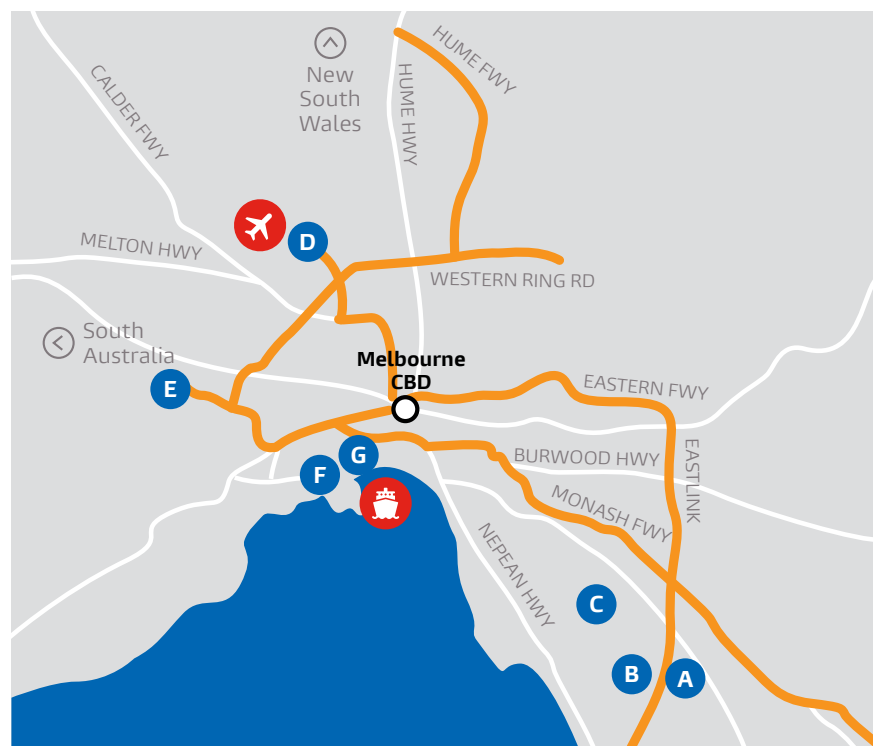 HUME FWY
New
South
Wales
CALDER FWY
HUME HWY
D
MELTON HWY
WESTERN RING RD
South
Australia
Melbourne
CBD
E
EASTERN FWY
EASTLINK
G
BURWOOD HWY
F
MONASH FWY
NEPEAN HWY
C
B
A